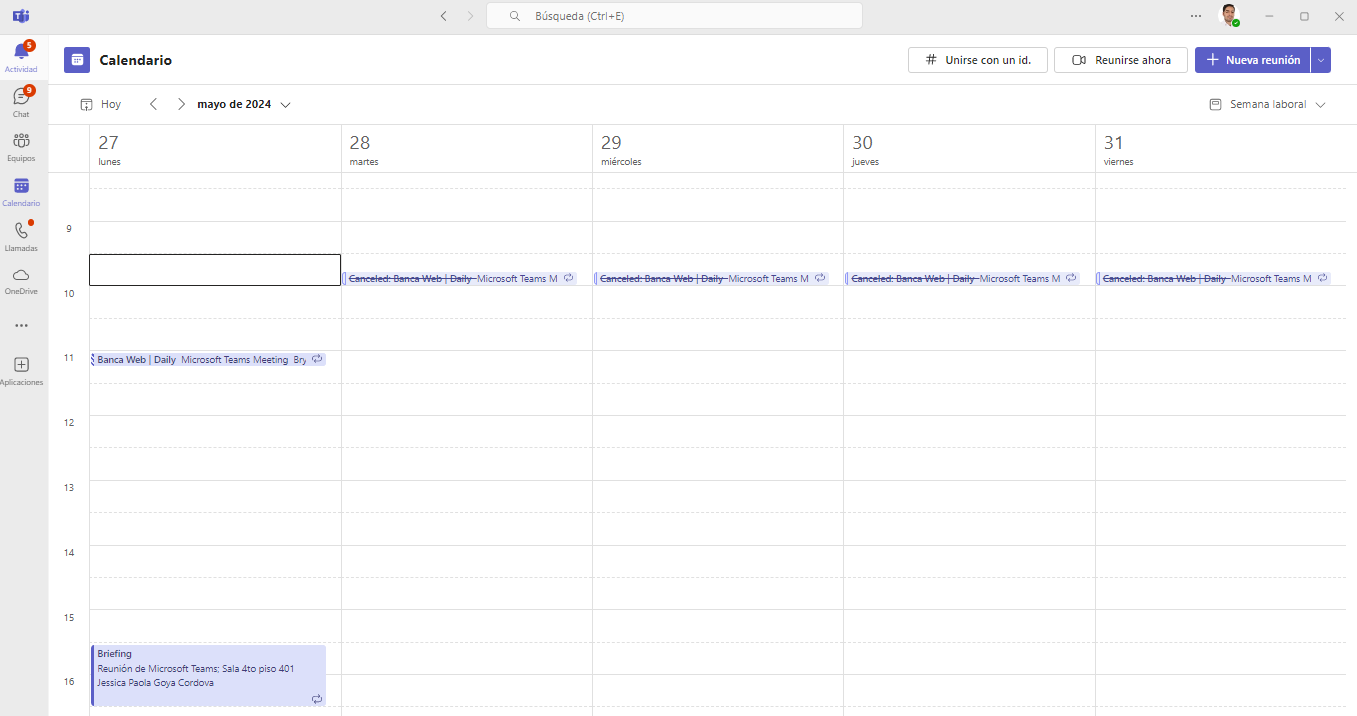 Búsqueda (Ctrl+E)
5
Actividad
9
Chat
Equipos
Calendario
Llamadas
OneDrive
Aplicaciones
Calendario
# Unirse con un id.
Reunirse ahora
Nueva reunión
Hoy
mayo de 2024
Semana laboral
27
lunes
28
martes
29
miércoles
30
jueves
31
viernes
9
Canceled: Banca Web | Daily Microsoft Teams M
Canceled: Banca Web | Daily Microsoft Teams M
Canceled: Banca Web | Daily Microsoft Teams M
Canceled: Banca Web | Daily Microsoft Teams M
10
11
Banca Web | Daily Microsoft Teams Meeting Bry
12
13
14
15
Briefing
Reunión de Microsoft Teams; Sala 4to piso 401
Jessica Paola Goya Cordova
16